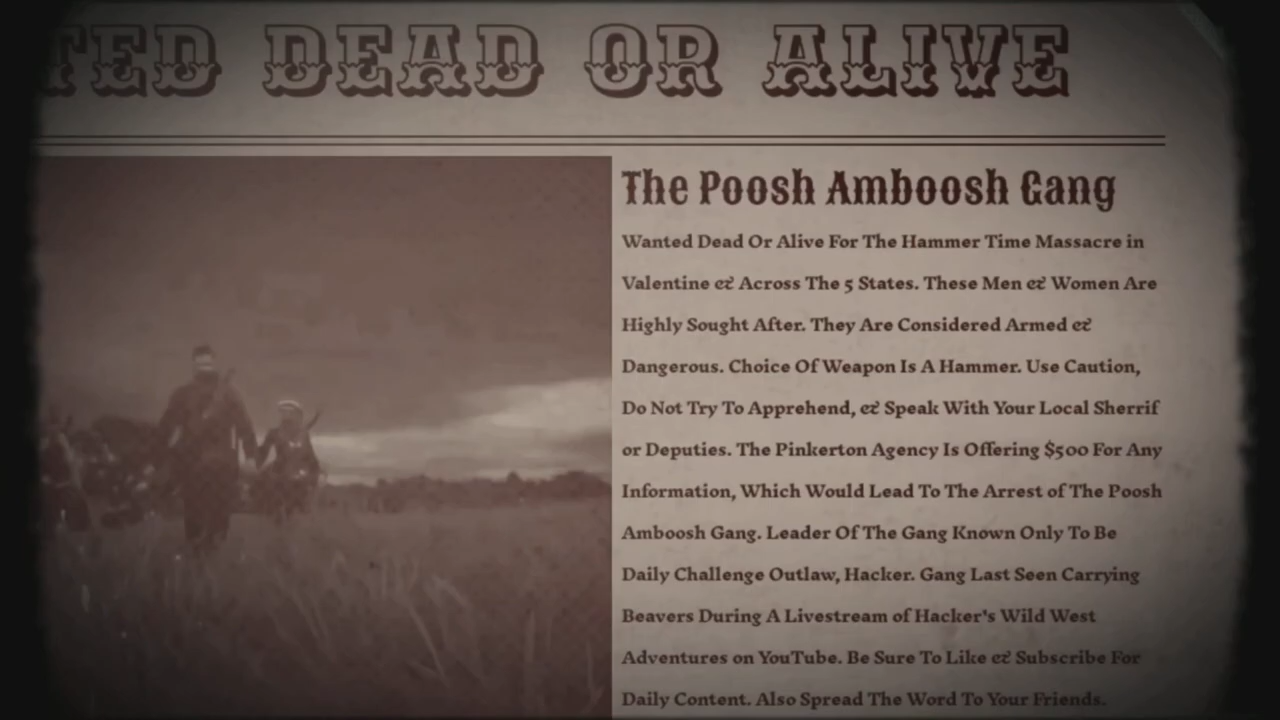 TED DEAD OR ALIVE
The Poosh Amboosh Gang
Wanted Dead Or Alive For The Hammer Time Massacre in
Valentine & Across The 5 States. These Men & Women Are
Highly Sought After. They Are Considered Armed &
Dangerous. Choice Of Weapon Is A Hammer. Use Caution,
Do Not Try To Apprehend, & Speak With Your Local Sherrif
or Deputies. The Pinkerton Agency Is Offering $500 For Any
Information, Which Would Lead To The Arrest of The Poosh
Amboosh Gang. Leader Of The Gang Known Only To Be
Daily Challenge Outlaw, Hacker. Gang Last Seen Carrying
Beavers During A Livestream of Hacker's Wild West
Adventures on YouTube. Be Sure To Like & Subscribe For
Daily Content. Also Spread The Word To Your Friends.